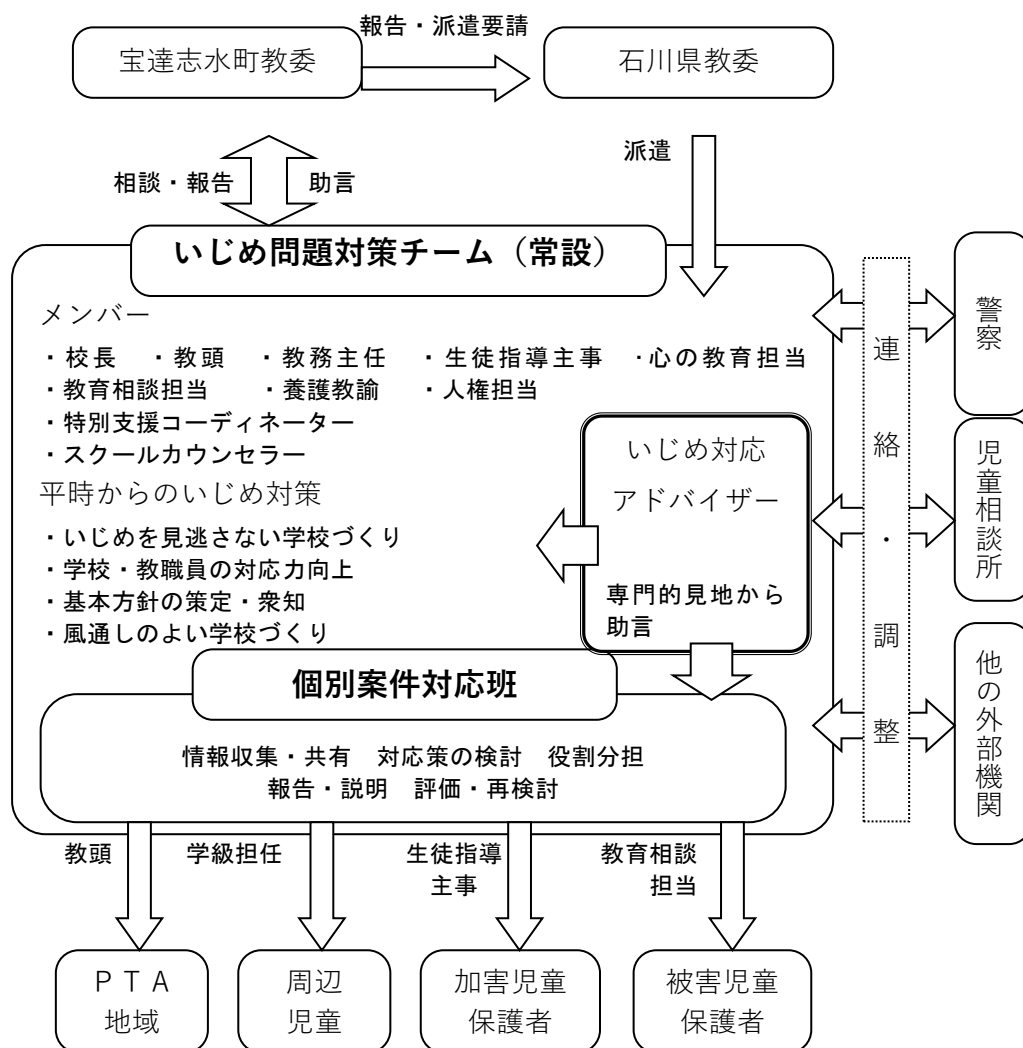 報告・派遣要請
宝達志水町教委
石川県教委
相談・報告
助言
派遣
いじめ問題対策チーム（常設）
メンバー
・校長　・教頭　・教務主任　・生徒指導主事　・心の教育担当
・教育相談担当　・養護教諭　・人権担当
・特別支援コーディネーター
・スクールカウンセラー
平時からのいじめ対策
・いじめを見逃さない学校づくり
・学校・教職員の対応力向上
・基本方針の策定・衆知
・風通しのよい学校づくり
いじめ対応
アドバイザー
専門的見地から
助言
個別案件対応班
情報収集・共有　対応策の検討　役割分担
報告・説明　評価・再検討
連絡・調整
警察
児童相談所
他の外部機関
教頭
学級担任
生徒指導
主事
教育相談
担当
ＰＴＡ
地域
周辺
児童
加害児童
保護者
被害児童
保護者